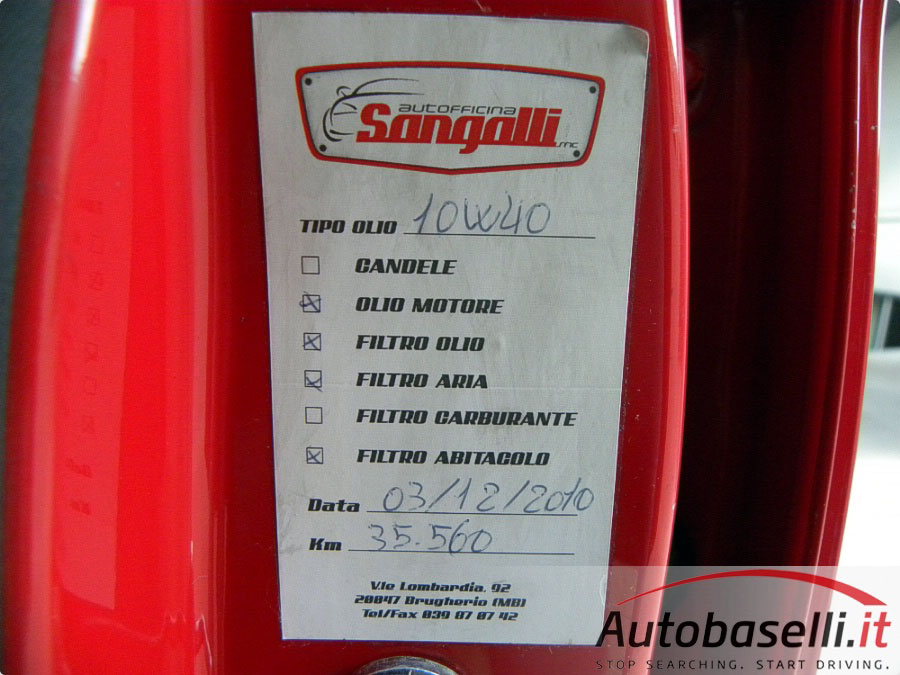 autofficina
Sangalli snc
TIPO OLIO 10W40
CANDELE
OLIO MOTORE
FILTRO OLIO
FILTRO ARIA
FILTRO CARBURANTE
FILTRO ABITACOLO
Data 03/12/2010
Km 35.560
V.le Lombardia, 92
20047 Brugherio (MB)
Tel/Fax 039 87 87 42
Autobaselli.it
STOP SEARCHING. START DRIVING.